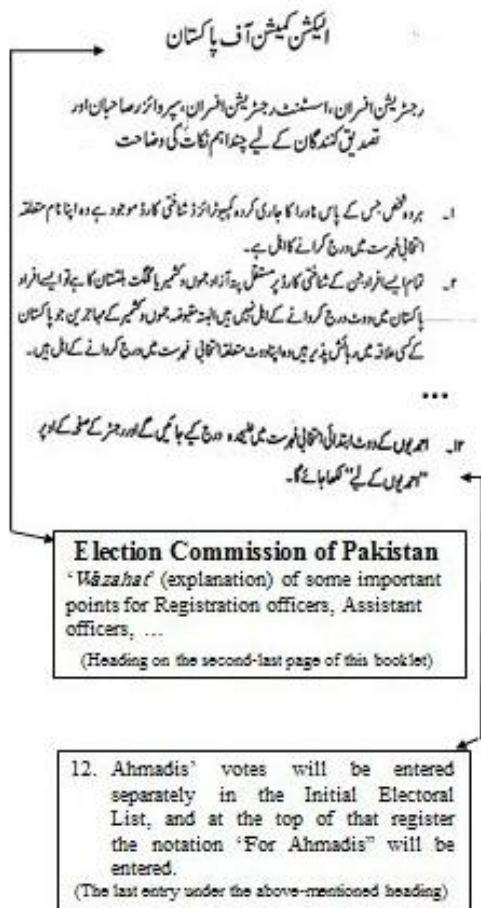 الیکشن کمیشن آف پاکستان
رجسٹریشن افسران، اسسٹنٹ رجسٹریشن افسران، سپروائزر صاحبان اور
تصدیق کنندگان کے لیے چند اہم نکات کی وضاحت
۱۔ ہر وہ شخص جس کے پاس نادرا کا جاری کردہ کمپیوٹرائزڈ شناختی کارڈ موجود ہے وہ اپنا نام متعلقہ
انتخابی فہرست میں درج کرانے کا اہل ہے۔
۲۔ تمام ایسے افراد جن کے شناختی کارڈ پر مستقل پتہ آزاد جموں و کشمیر یا گلگت بلتستان کا ہے تو ایسے افراد
پاکستان میں ووٹ درج کروانے کے اہل نہیں ہیں البتہ مقبوضہ جموں و کشمیر کے مہاجرین جو پاکستان
کے کسی علاقہ میں رہائش پذیر ہیں وہ اپنا ووٹ متعلقہ انتخابی فہرست میں درج کروانے کے اہل ہیں۔
...
۱۲۔ احمدیوں کے ووٹ ابتدائی انتخابی فہرست میں علیحدہ درج کیے جائیں گے اور رجسٹر کے صفحہ کے اوپر
"احمدیوں کے لیے" لکھا جائے گا۔
Election Commission of Pakistan
‘Wāzahat’ (explanation) of some important
points for Registration officers, Assistant
officers, ...
(Heading on the second-last page of this booklet)
12. Ahmadis’ votes will be entered
separately in the Initial Electoral
List, and at the top of that register
the notation ‘For Ahmadis” will be
entered.
(The last entry under the above-mentioned heading)